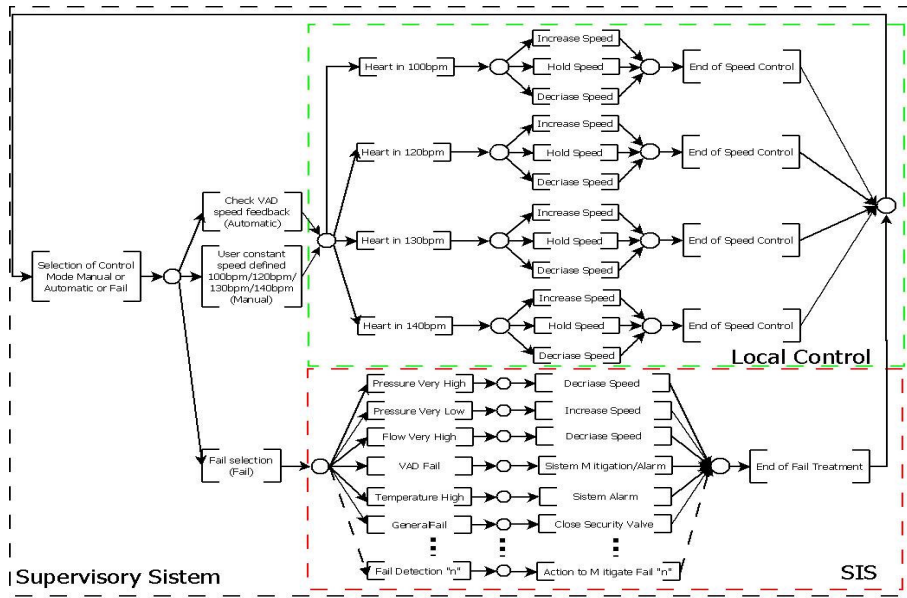 Heart in 100bpm
Increase Speed
Hold Speed
Decriase Speed
End of Speed Control
Heart in 120bpm
Increase Speed
Hold Speed
Decriase Speed
End of Speed Control
Check VAD
speed feedback
(Automatic)
Heart in 130bpm
Increase Speed
Hold Speed
Decriase Speed
End of Speed Control
Selection of Control
Mode Manual or
Automatic or Fail
User constant
speed defined
100bpm/120bpm/
130bpm/140bpm
(Manual)
Heart in 140bpm
Increase Speed
Hold Speed
Decriase Speed
End of Speed Control
Local Control
Pressure Very High
Decriase Speed
Pressure Very Low
Increase Speed
Flow Very High
Decriase Speed
Fail selection
(Fail)
VAD Fail
Sistem Mitigation/Alarm
End of Fail Treatment
Temperature High
Sistem Alarm
GeneralFail
Close Security Valve
Fail Detection "n"
Action to Mitigate Fail "n"
Supervisory Sistem
SIS